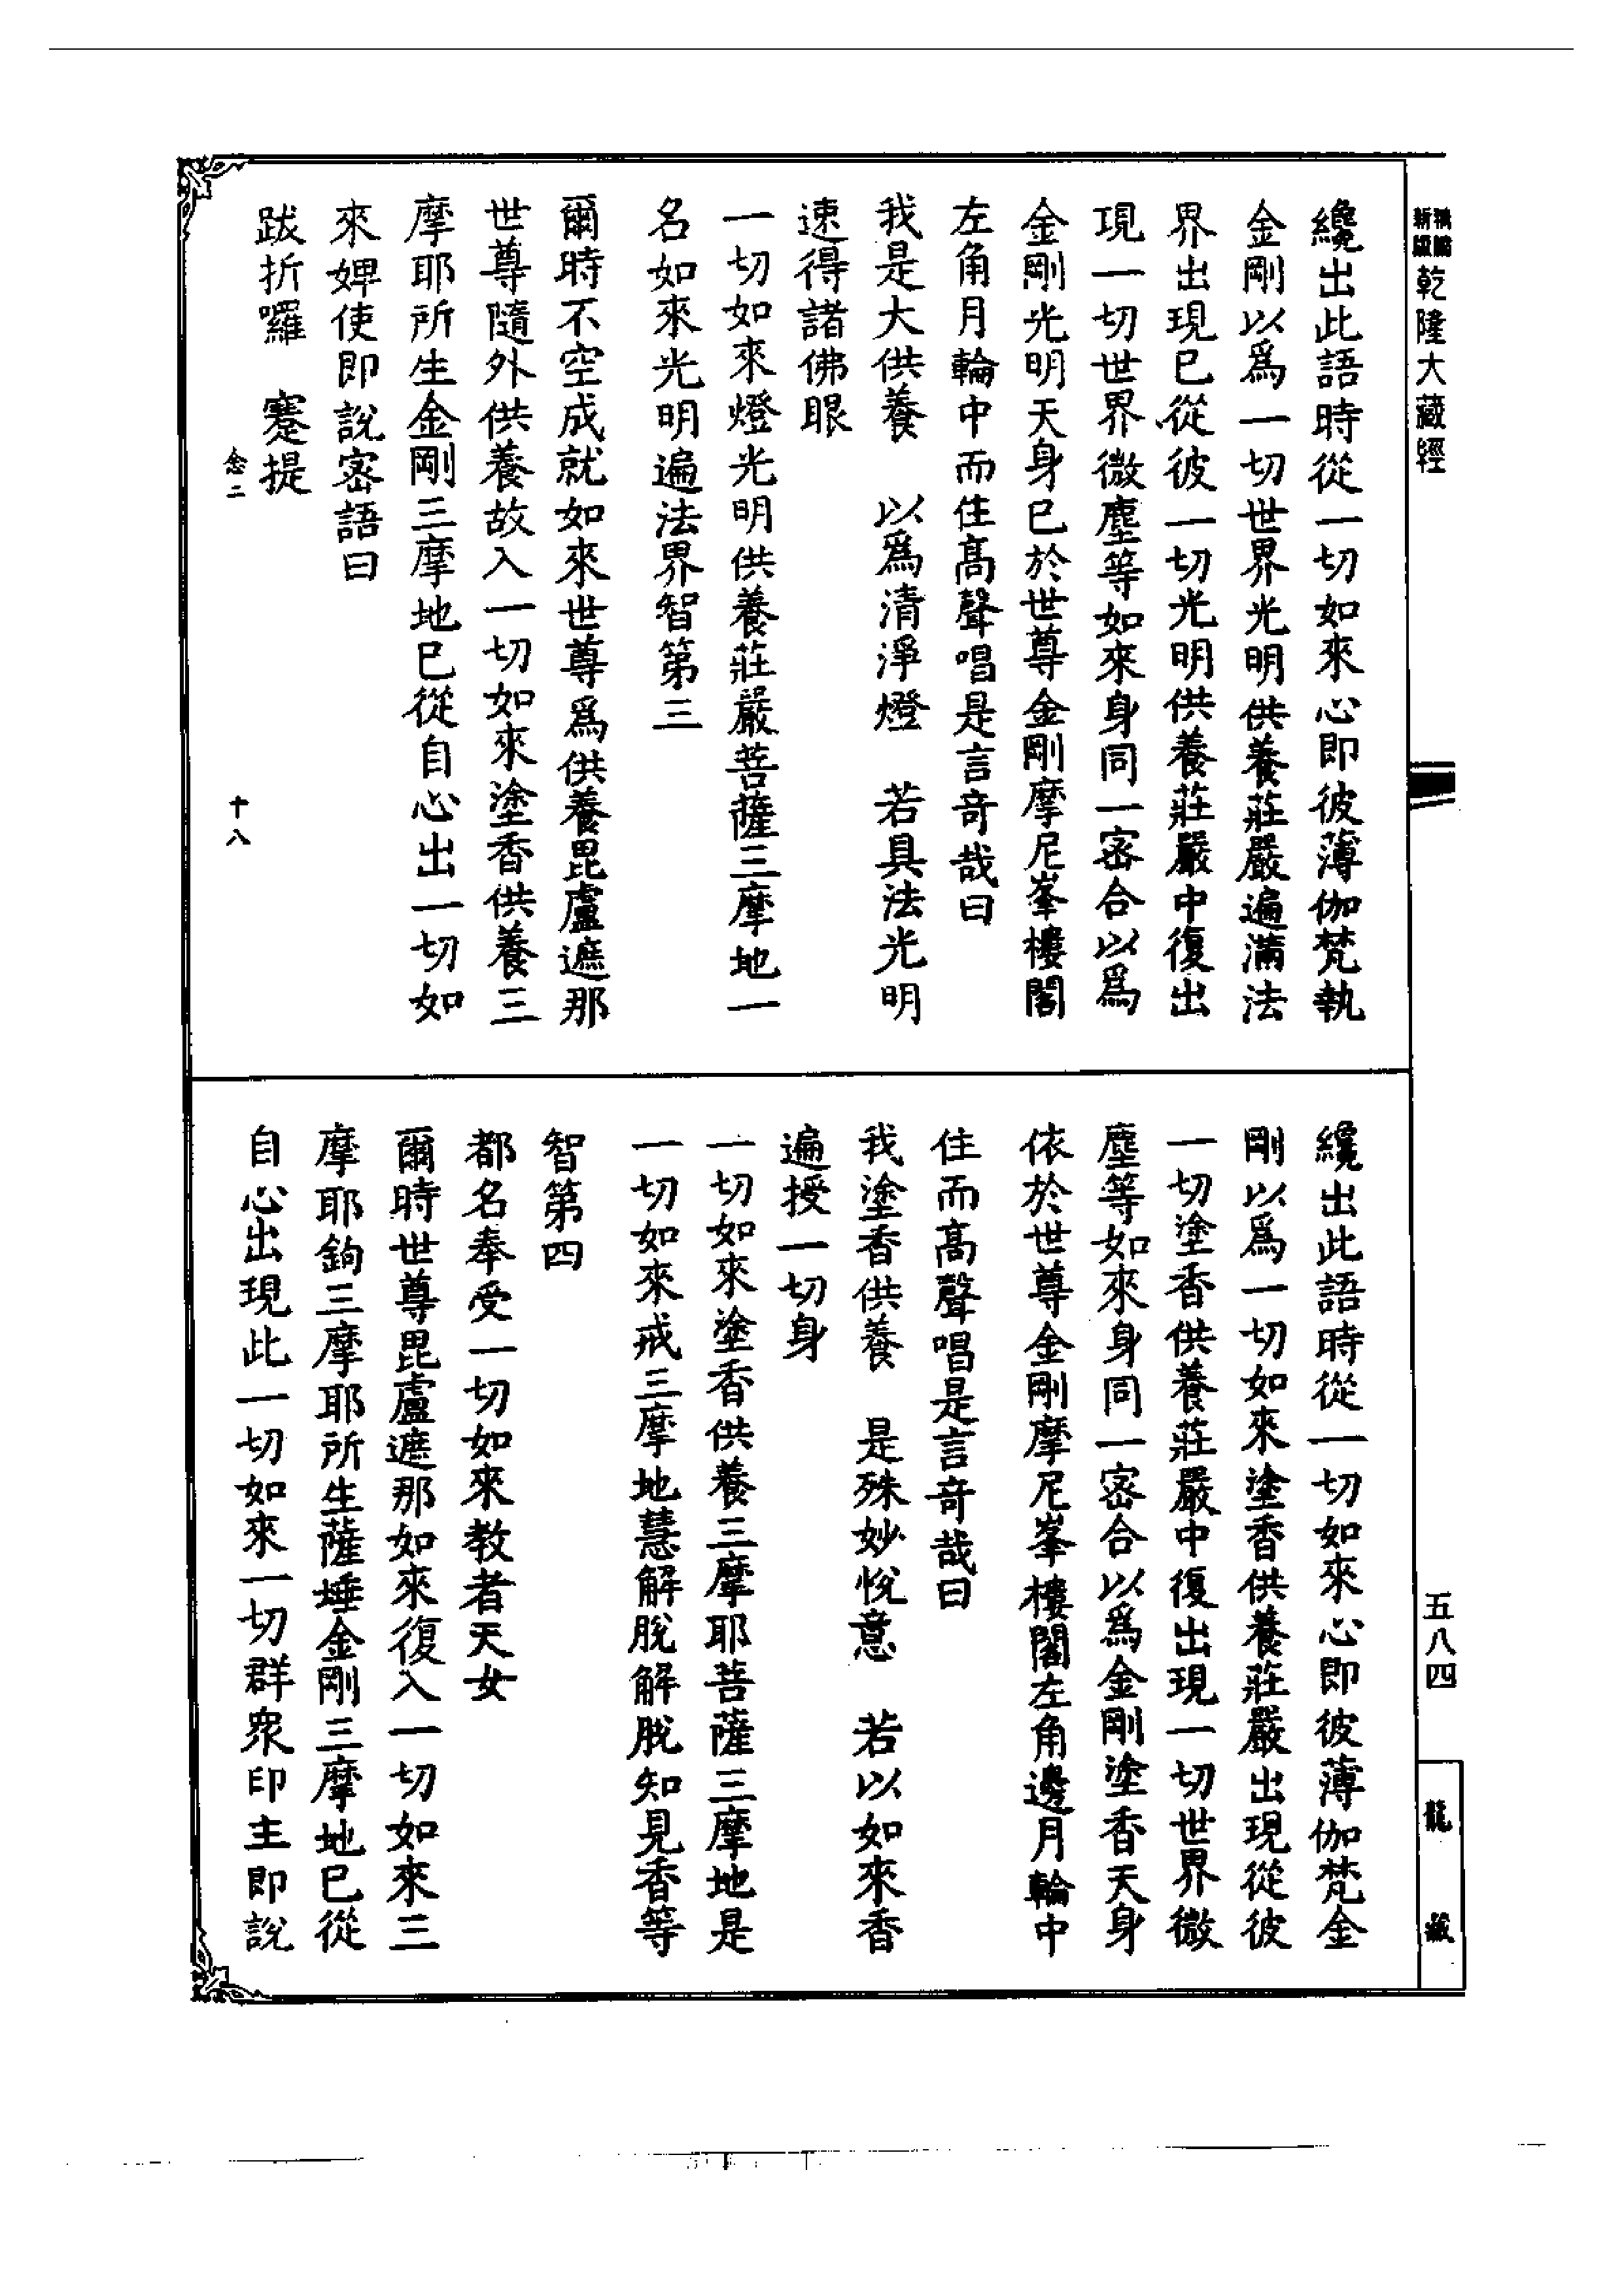 新編縮版
乾隆大藏經
纔出此語時從一切如來心即彼薄伽梵執
金剛以爲一切世界光明供養莊嚴遍滿法
界出現已從彼一切光明供養莊嚴中復出
現一切世界微塵等如來身同一密合以爲
金剛光明天身已於世尊金剛摩尼峯樓閣
左角月輪中而住高聲唱是言奇哉曰
我是大供養 以爲清淨燈 若具法光明
速得諸佛眼
一切如來燈光明供養莊嚴菩薩三摩地一
名如來光明遍法界智第三
爾時不空成就如來世尊爲供養毘盧遮那
世尊隨外供養故入一切如來塗香供養三
摩耶所生金剛三摩地已從自心出一切如
來婢使即說密語曰
跋折囉 蹇提
念二 十八
纔出此語時從一切如來心即彼薄伽梵金
剛以爲一切如來塗香供養莊嚴出現從彼
一切塗香供養莊嚴中復出現一切世界微
塵等如來身同一密合以爲金剛塗香天身
依於世尊金剛摩尼峯樓閣左角邊月輪中
住而高聲唱是言奇哉曰
我塗香供養 是殊妙悅意 若以如來香
遍授一切身
一切如來塗香供養三摩耶菩薩三摩地是
一切如來戒三摩地慧解脫解脫知見香等
智第四
都名奉受一切如來教者天女
爾時世尊毘盧遮那如來復入一切如來三
摩耶鉤三摩耶所生薩埵金剛三摩地已從
自心出現此一切如來一切群衆印主即說
五八四
龍藏